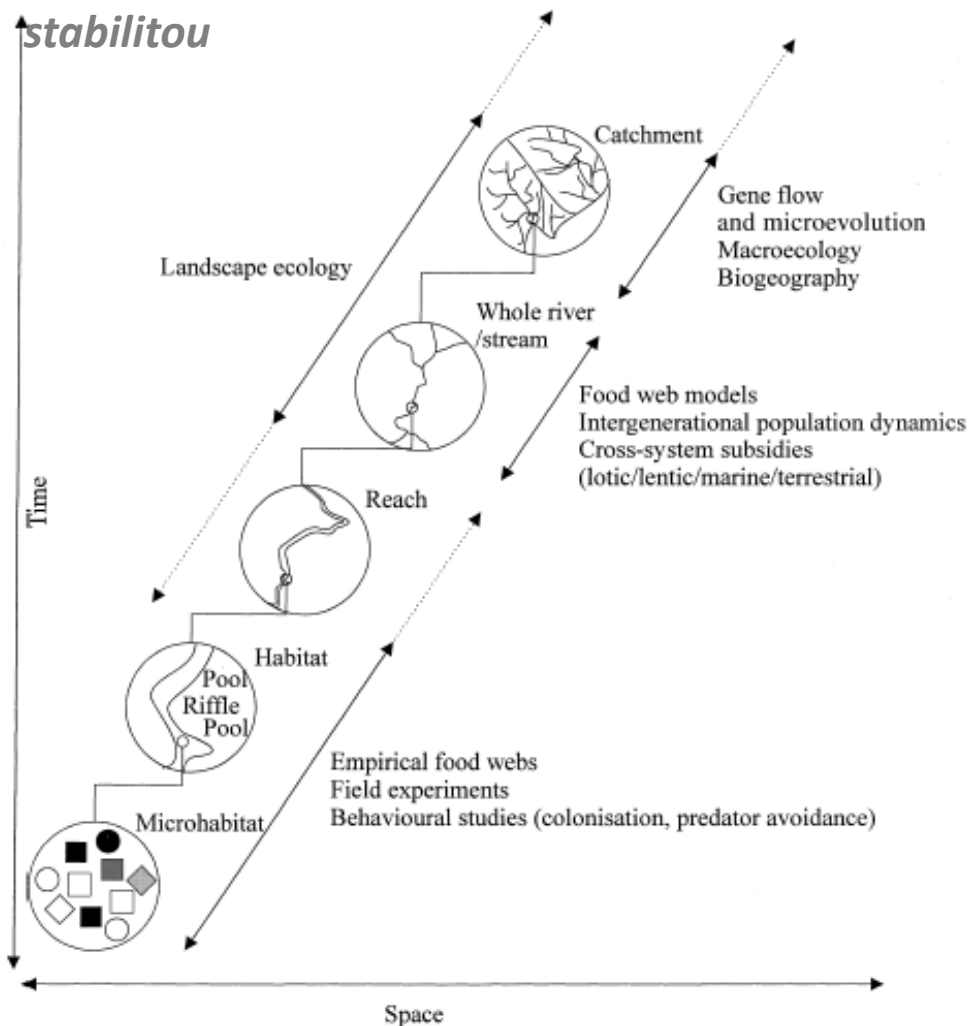 stabilitou
Catchment
Gene flow
and microevolution
Macroecology
Biogeography
Landscape ecology
Whole river
/stream
Food web models
Intergenerational population dynamics
Cross-system subsidies
(lotic/lentic/marine/terrestrial)
Reach
Time
Habitat
Pool
Riffle
Pool
Empirical food webs
Field experiments
Behavioural studies (colonisation, predator avoidance)
Microhabitat
Space